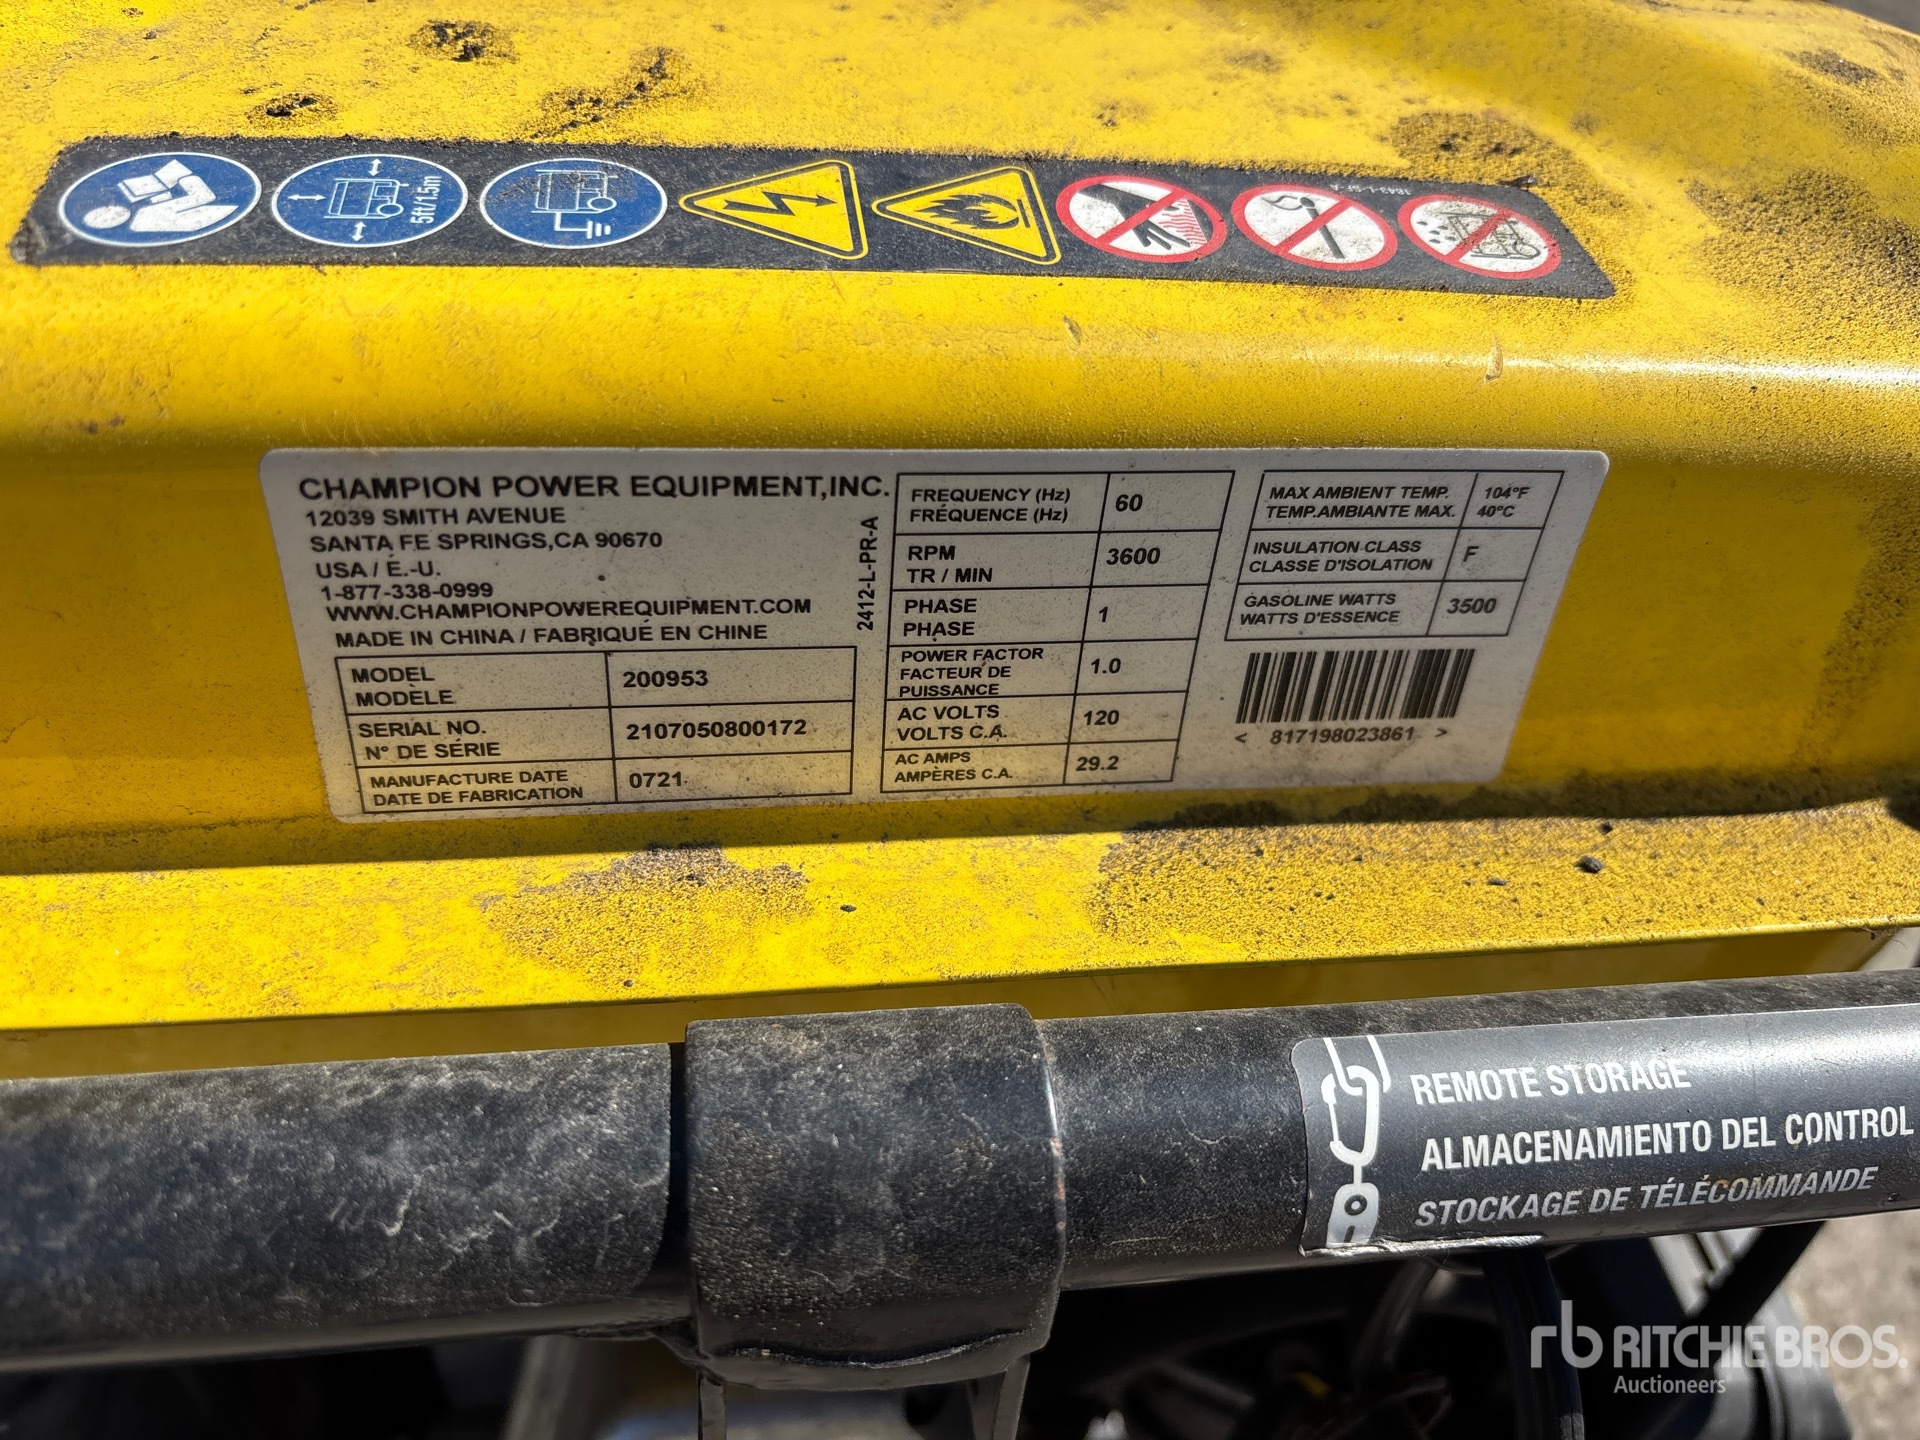 5ft/1.5m
1843-L-SF-A
CHAMPION POWER EQUIPMENT,INC.
12039 SMITH AVENUE
SANTA FE SPRINGS,CA 90670
USA / É.-U.
1-877-338-0999
WWW.CHAMPIONPOWEREQUIPMENT.COM
MADE IN CHINA / FABRIQUÉ EN CHINE
MODEL
MODÈLE
200953
SERIAL NO.
N° DE SÉRIE
2107050800172
MANUFACTURE DATE
DATE DE FABRICATION
0721
2412-L-PR-A
FREQUENCY (Hz)
FRÉQUENCE (Hz)
60
RPM
TR / MIN
3600
PHASE
PHASE
1
POWER FACTOR
FACTEUR DE
PUISSANCE
1.0
AC VOLTS
VOLTS C.A.
120
AC AMPS
AMPÈRES C.A.
29.2
MAX AMBIENT TEMP.
TEMP.AMBIANTE MAX.
104°F
40°C
INSULATION CLASS
CLASSE D'ISOLATION
F
GASOLINE WATTS
WATTS D'ESSENCE
3500
< 817198023861 >
REMOTE STORAGE
ALMACENAMIENTO DEL CONTROL
STOCKAGE DE TÉLÉCOMMANDE
rb RITCHIE BROS.
Auctioneers